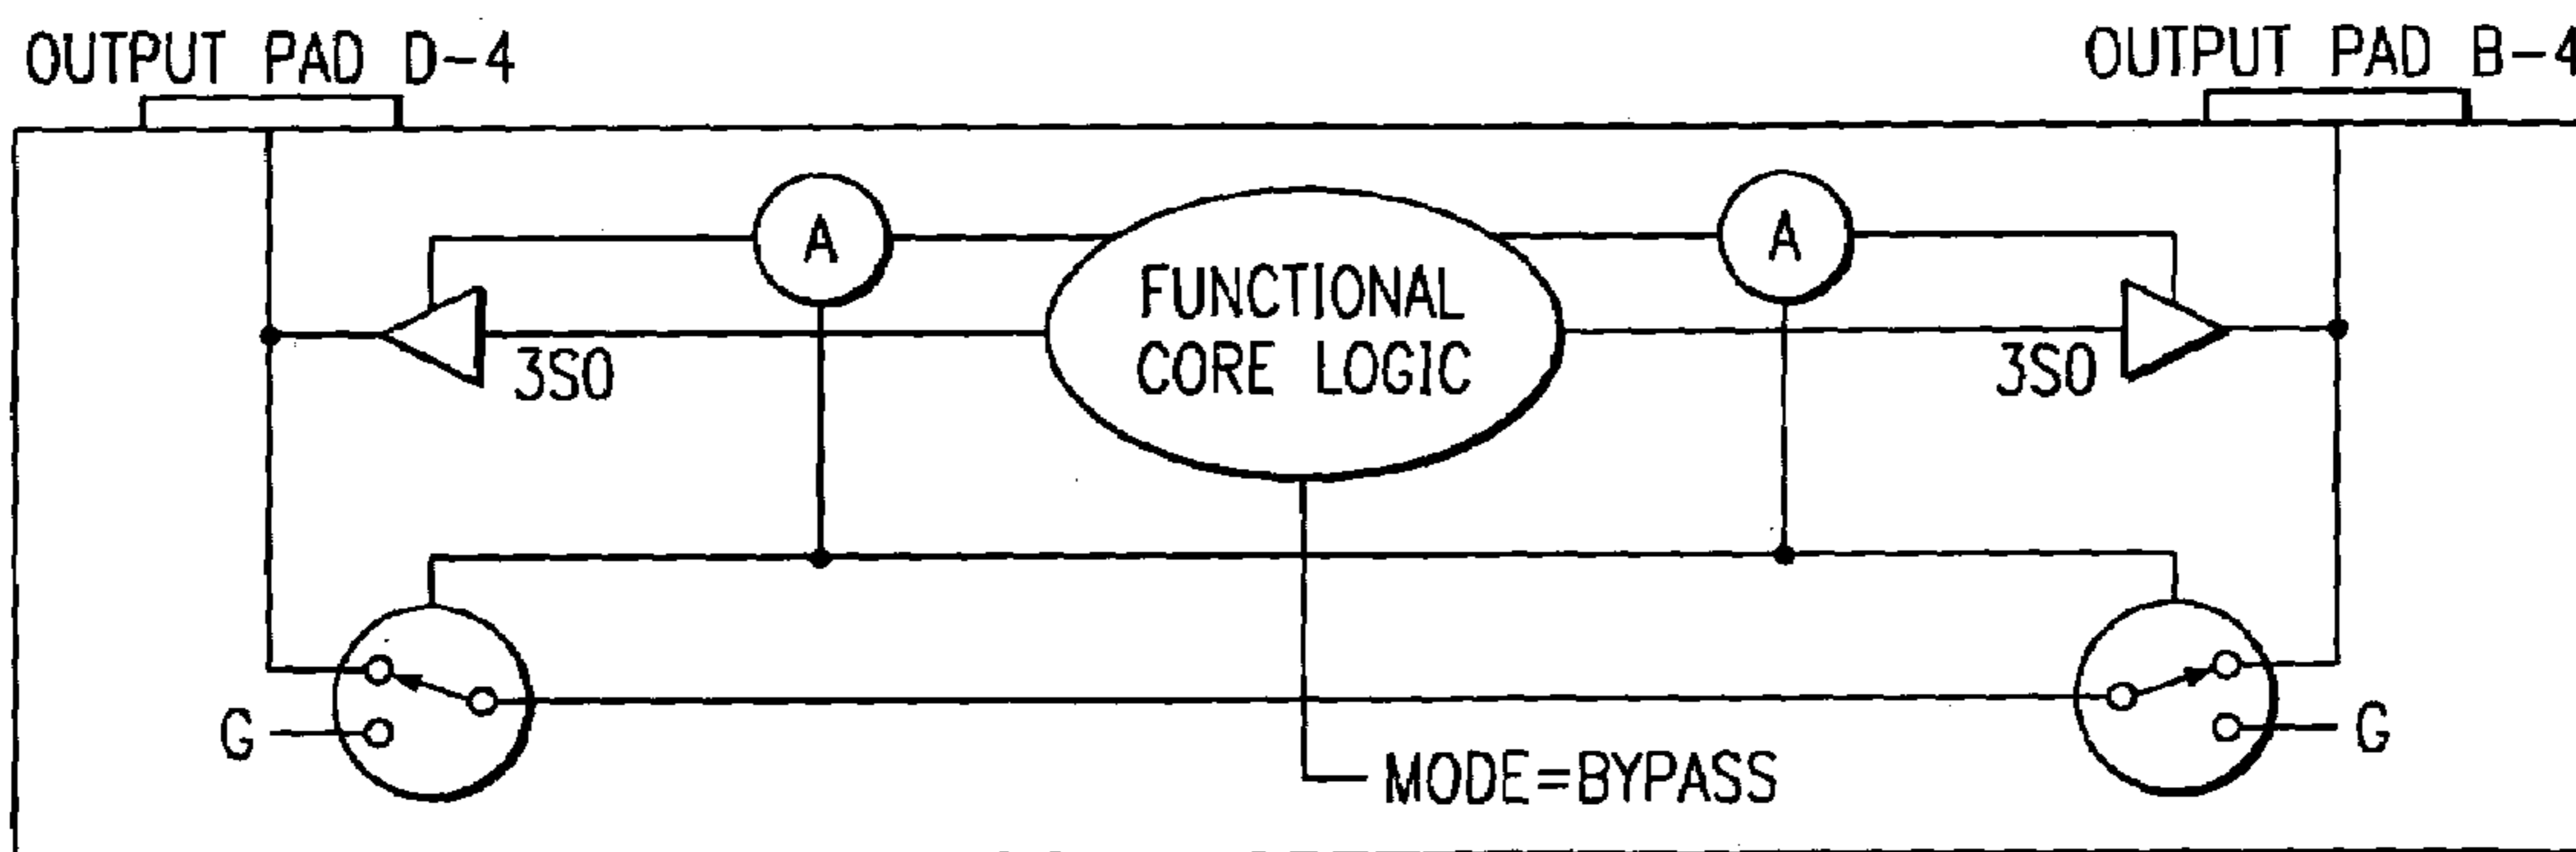 OUTPUT PAD D-4
OUTPUT PAD B-4
A
A
FUNCTIONAL
CORE LOGIC
3SO
3SO
G
G
MODE=BYPASS